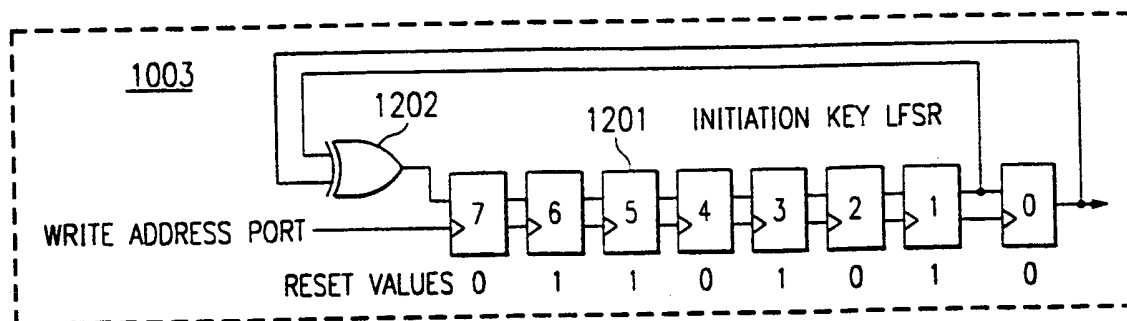 1003
1202
1201 INITIATION KEY LFSR
7 6 5 4 3 2 1 0
WRITE ADDRESS PORT
RESET VALUES 0 1 1 0 1 0 1 0